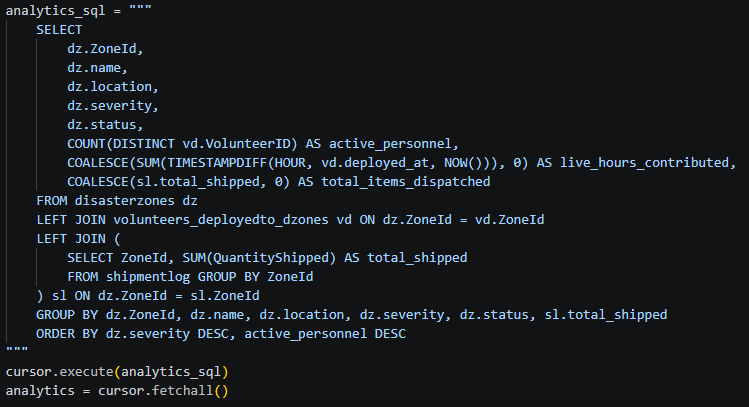 analytics_sql = """
    SELECT
        dz.ZoneId,
        dz.name,
        dz.location,
        dz.severity,
        dz.status,
        COUNT(DISTINCT vd.VolunteerID) AS active_personnel,
        COALESCE(SUM(TIMESTAMPDIFF(HOUR, vd.deployed_at, NOW())), 0) AS live_hours_contributed,
        COALESCE(sl.total_shipped, 0) AS total_items_dispatched
    FROM disasterzones dz
    LEFT JOIN volunteers_deployedto_dzones vd ON dz.ZoneId = vd.ZoneId
    LEFT JOIN (
        SELECT ZoneId, SUM(QuantityShipped) AS total_shipped
        FROM shipmentlog GROUP BY ZoneId
    ) sl ON dz.ZoneId = sl.ZoneId
    GROUP BY dz.ZoneId, dz.name, dz.location, dz.severity, dz.status, sl.total_shipped
    ORDER BY dz.severity DESC, active_personnel DESC
"""
cursor.execute(analytics_sql)
analytics = cursor.fetchall()